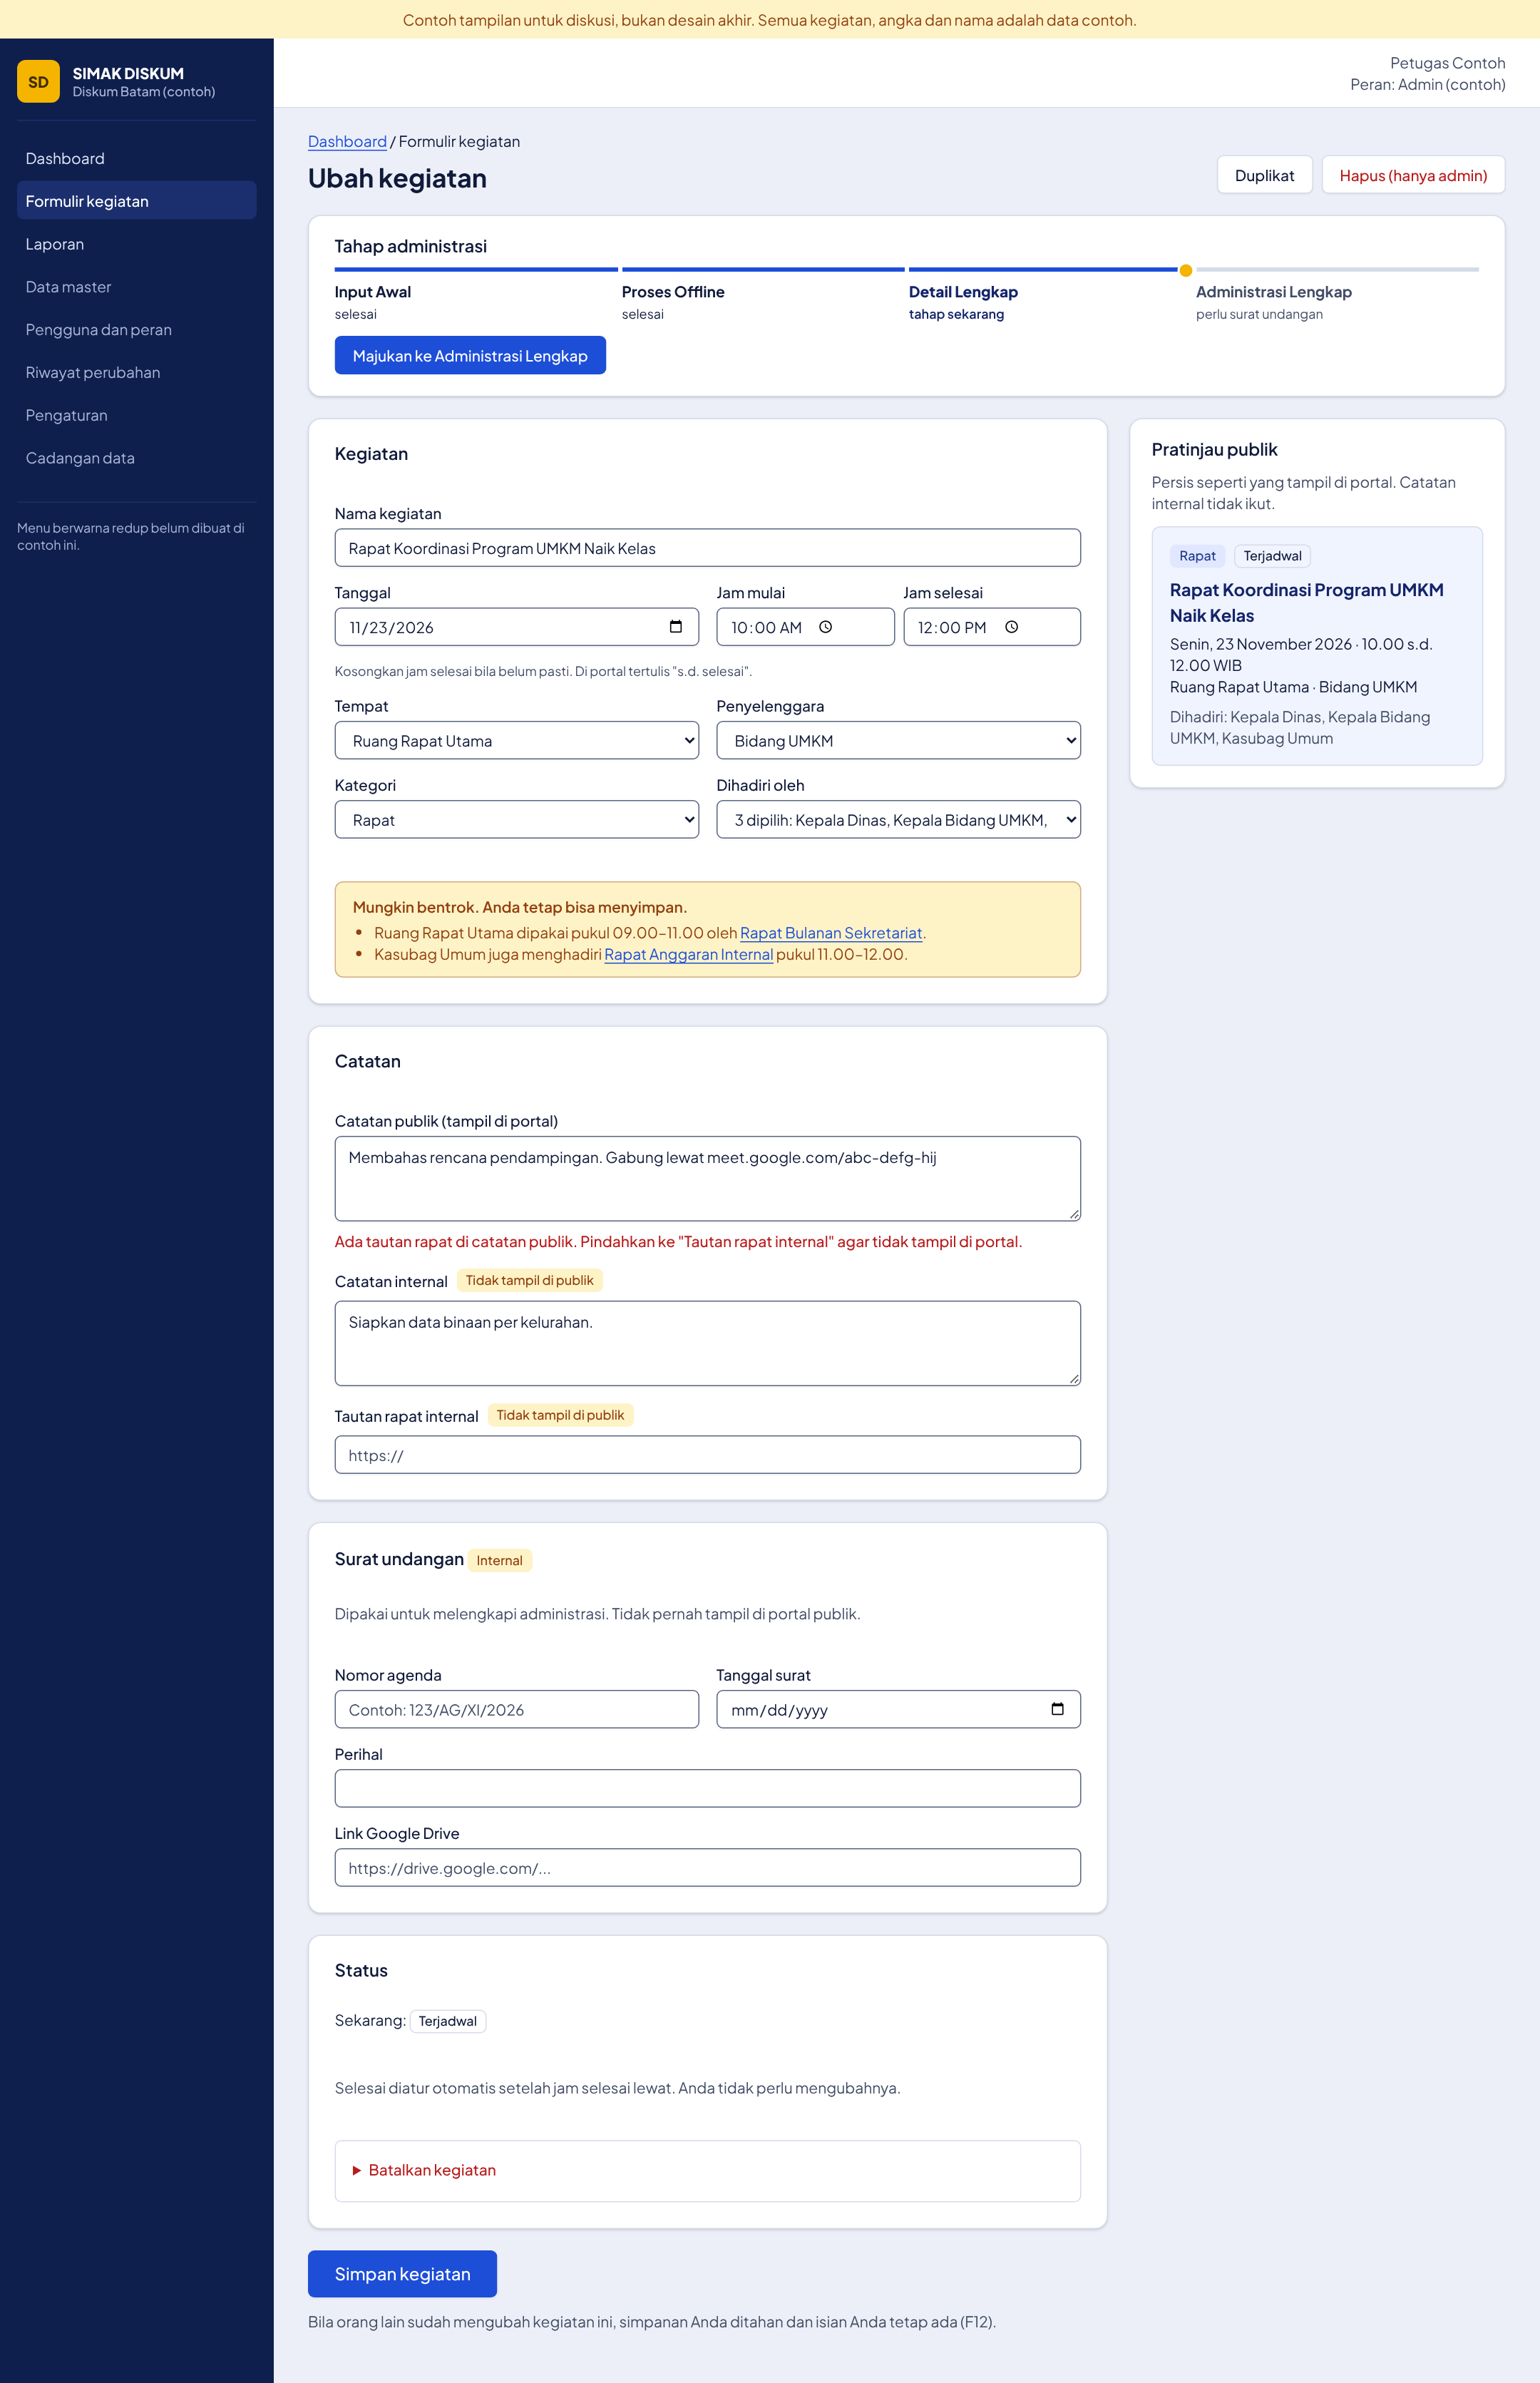 Contoh tampilan untuk diskusi, bukan desain akhir. Semua kegiatan, angka dan nama adalah data contoh.
SD
SIMAK DISKUM
Diskum Batam (contoh)
Dashboard
Formulir kegiatan
Laporan
Data master
Pengguna dan peran
Riwayat perubahan
Pengaturan
Cadangan data
Menu berwarna redup belum dibuat di
contoh ini.
Petugas Contoh
Peran: Admin (contoh)
Dashboard / Formulir kegiatan
Ubah kegiatan
Duplikat
Hapus (hanya admin)
Tahap administrasi
Input Awal
selesai
Proses Offline
selesai
Detail Lengkap
tahap sekarang
Administrasi Lengkap
perlu surat undangan
Majukan ke Administrasi Lengkap
Kegiatan
Nama kegiatan
Rapat Koordinasi Program UMKM Naik Kelas
Tanggal
Jam mulai
Jam selesai
11/23/2026
10:00 AM
12:00 PM
Kosongkan jam selesai bila belum pasti. Di portal tertulis "s.d. selesai".
Tempat
Penyelenggara
Ruang Rapat Utama
Bidang UMKM
Kategori
Dihadiri oleh
Rapat
3 dipilih: Kepala Dinas, Kepala Bidang UMKM,
Mungkin bentrok. Anda tetap bisa menyimpan.
• Ruang Rapat Utama dipakai pukul 09.00–11.00 oleh Rapat Bulanan Sekretariat.
• Kasubag Umum juga menghadiri Rapat Anggaran Internal pukul 11.00–12.00.
Pratinjau publik
Persis seperti yang tampil di portal. Catatan
internal tidak ikut.
Rapat
Terjadwal
Rapat Koordinasi Program UMKM
Naik Kelas
Senin, 23 November 2026 · 10.00 s.d.
12.00 WIB
Ruang Rapat Utama · Bidang UMKM
Dihadiri: Kepala Dinas, Kepala Bidang
UMKM, Kasubag Umum
Catatan
Catatan publik (tampil di portal)
Membahas rencana pendampingan. Gabung lewat meet.google.com/abc-defg-hij
Ada tautan rapat di catatan publik. Pindahkan ke "Tautan rapat internal" agar tidak tampil di portal.
Catatan internal
Tidak tampil di publik
Siapkan data binaan per kelurahan.
Tautan rapat internal
Tidak tampil di publik
https://
Surat undangan
Internal
Dipakai untuk melengkapi administrasi. Tidak pernah tampil di portal publik.
Nomor agenda
Tanggal surat
Contoh: 123/AG/XI/2026
mm/dd/yyyy
Perihal
Link Google Drive
https://drive.google.com/...
Status
Sekarang: Terjadwal
Selesai diatur otomatis setelah jam selesai lewat. Anda tidak perlu mengubahnya.
Batalkan kegiatan
Simpan kegiatan
Bila orang lain sudah mengubah kegiatan ini, simpanan Anda ditahan dan isian Anda tetap ada (F12).